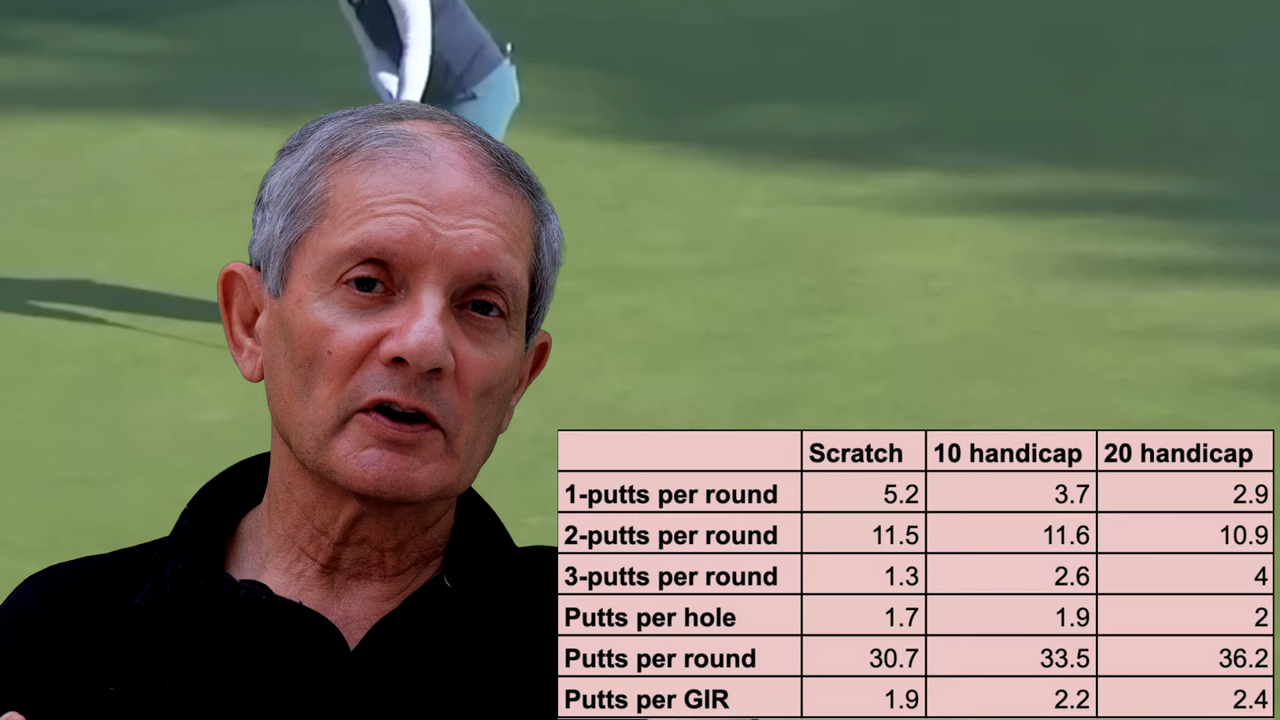 Scratch 10 handicap 20 handicap
1-putts per round 5.2 3.7 2.9
2-putts per round 11.5 11.6 10.9
3-putts per round 1.3 2.6 4
Putts per hole 1.7 1.9 2
Putts per round 30.7 33.5 36.2
Putts per GIR 1.9 2.2 2.4